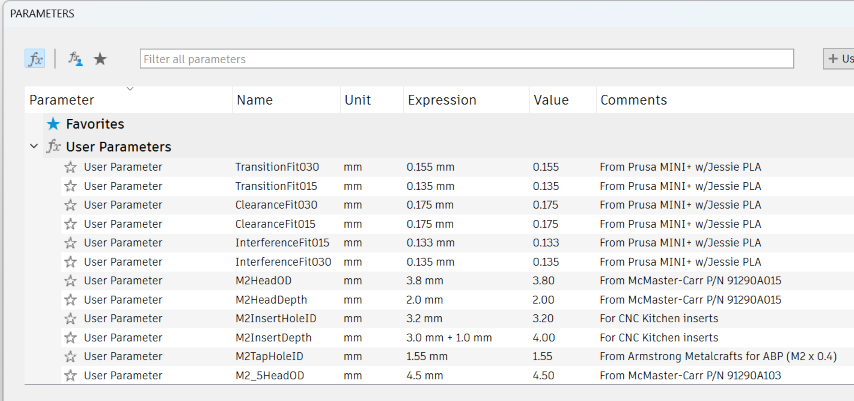 PARAMETERS
fx fx ★ Filter all parameters + Us
Parameter Name Unit Expression Value Comments
★ Favorites
fx User Parameters
☆ User Parameter TransitionFit030 mm 0.155 mm 0.155 From Prusa MINI+ w/Jessie PLA
☆ User Parameter TransitionFit015 mm 0.135 mm 0.135 From Prusa MINI+ w/Jessie PLA
☆ User Parameter ClearanceFit030 mm 0.175 mm 0.175 From Prusa MINI+ w/Jessie PLA
☆ User Parameter ClearanceFit015 mm 0.175 mm 0.175 From Prusa MINI+ w/Jessie PLA
☆ User Parameter InterferenceFit015 mm 0.133 mm 0.133 From Prusa MINI+ w/Jessie PLA
☆ User Parameter InterferenceFit030 mm 0.135 mm 0.135 From Prusa MINI+ w/Jessie PLA
☆ User Parameter M2HeadOD mm 3.8 mm 3.80 From McMaster-Carr P/N 91290A015
☆ User Parameter M2HeadDepth mm 2.0 mm 2.00 From McMaster-Carr P/N 91290A015
☆ User Parameter M2InsertHoleID mm 3.2 mm 3.20 For CNC Kitchen inserts
☆ User Parameter M2InsertDepth mm 3.0 mm + 1.0 mm 4.00 For CNC Kitchen inserts
☆ User Parameter M2TapHoleID mm 1.55 mm 1.55 From Armstrong Metalcrafts for ABP (M2 x 0.4)
☆ User Parameter M2_5HeadOD mm 4.5 mm 4.50 From McMaster-Carr P/N 91290A103